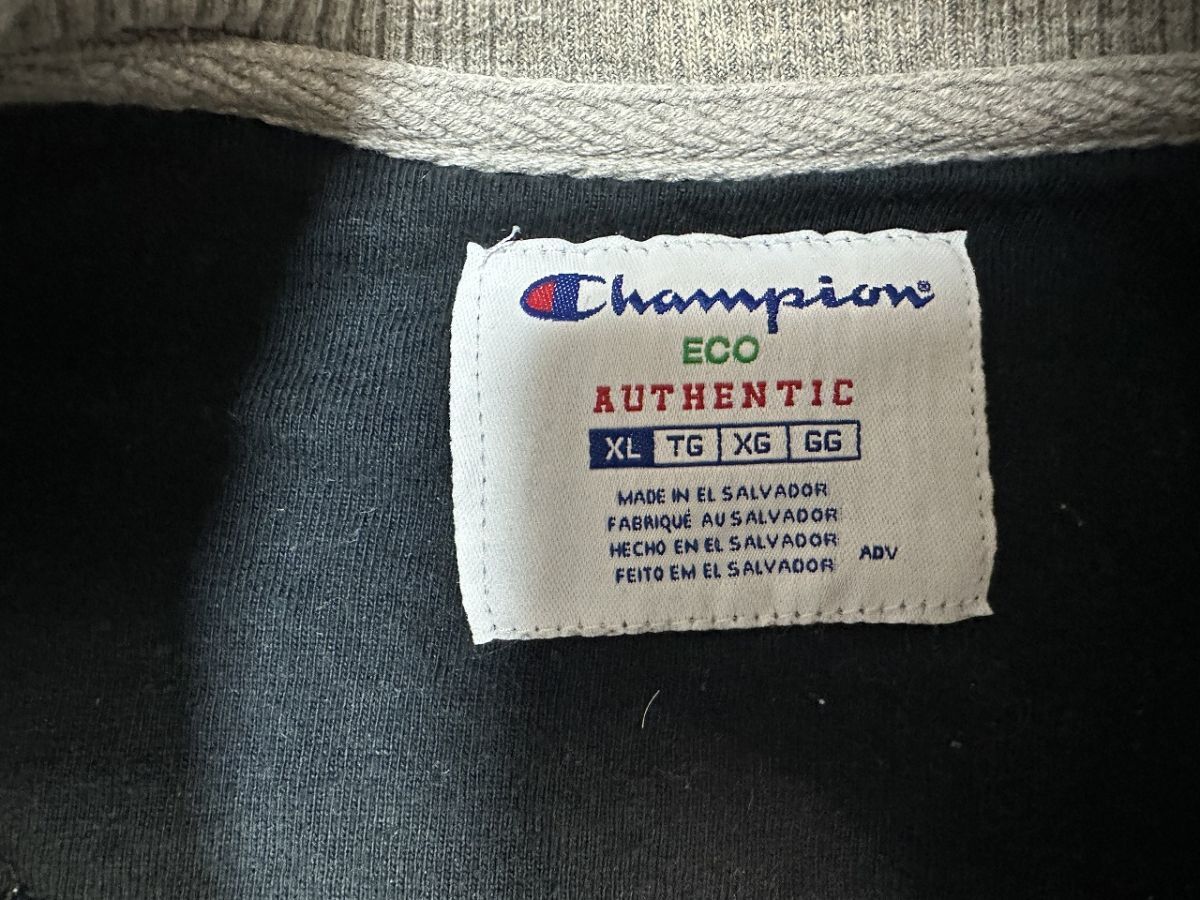 Champion®
ECO
AUTHENTIC
XL TG XG GG
MADE IN EL SALVADOR
FABRIQUÉ AU SALVADOR
HECHO EN EL SALVADOR
FEITO EM EL SALVADOR
ADV